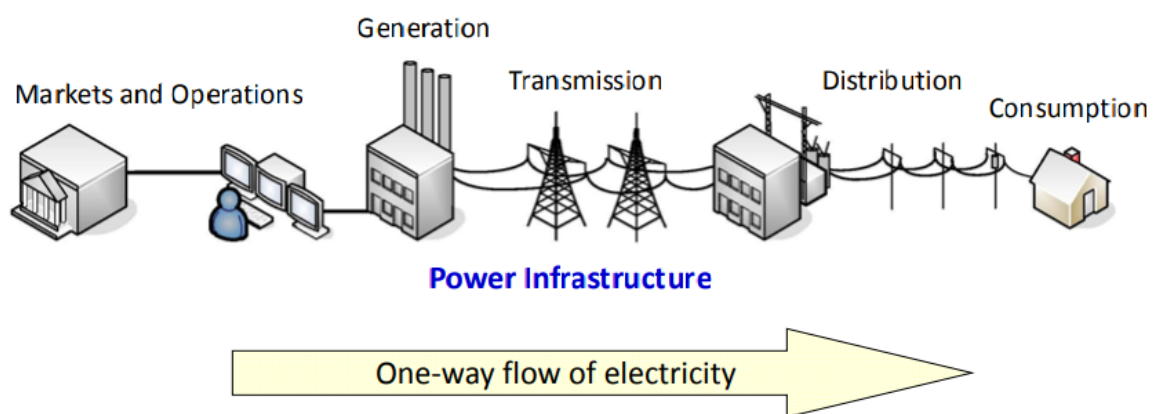 Generation
Markets and Operations
Transmission
Distribution
Consumption
Power Infrastructure
One-way flow of electricity